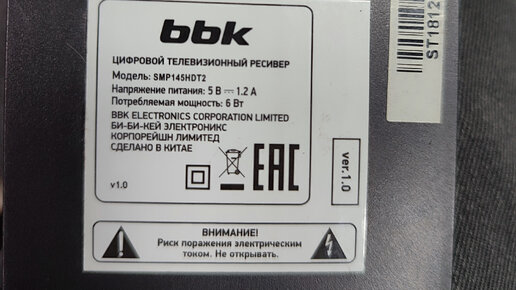 bbk
ЦИФРОВОЙ ТЕЛЕВИЗИОННЫЙ РЕСИВЕР
Модель: SMP145HDT2
Напряжение питания: 5 В ⎓ 1.2 А
Потребляемая мощность: 6 Вт
BBK ELECTRONICS CORPORATION LIMITED
БИ-БИ-КЕЙ ЭЛЕКТРОНИКС
КОРПОРЕЙШН ЛИМИТЕД
СДЕЛАНО В КИТАЕ
v1.0
EAC
ver.1.0
ST1812
ВНИМАНИЕ!
Риск поражения электрическим
током. Не открывать.